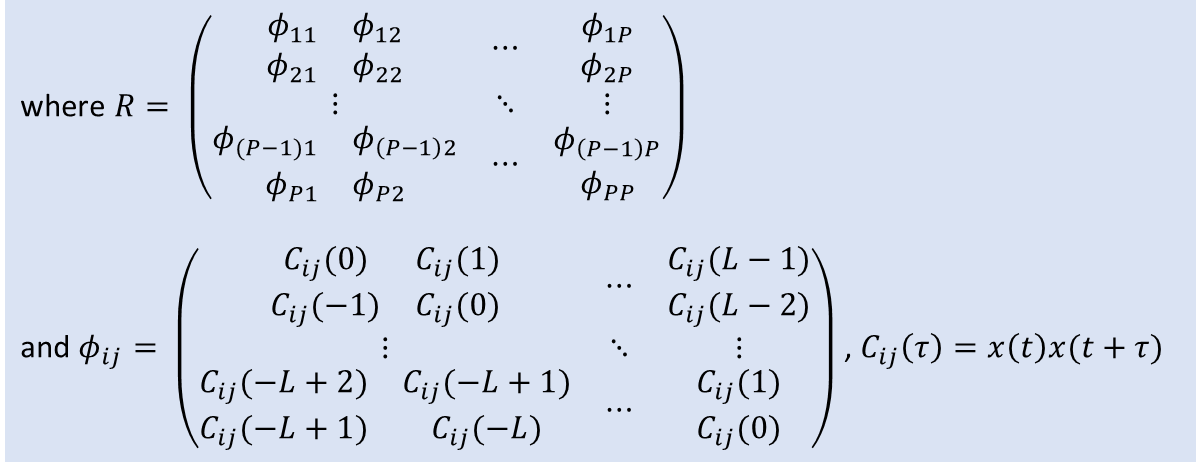 where R =
ϕ₁₁ ϕ₁₂ … ϕ₁P
ϕ₂₁ ϕ₂₂ ϕ₂P
⋮ ⋱ ⋮
ϕ(P−1)1 ϕ(P−1)2 … ϕ(P−1)P
ϕP1 ϕP2 ϕPP
and ϕij =
Cij(0) Cij(1) … Cij(L − 1)
Cij(−1) Cij(0) Cij(L − 2)
⋮ ⋱ ⋮
Cij(−L + 2) Cij(−L + 1) … Cij(1)
Cij(−L + 1) Cij(−L) Cij(0)
, Cij(τ) = x(t)x(t + τ)